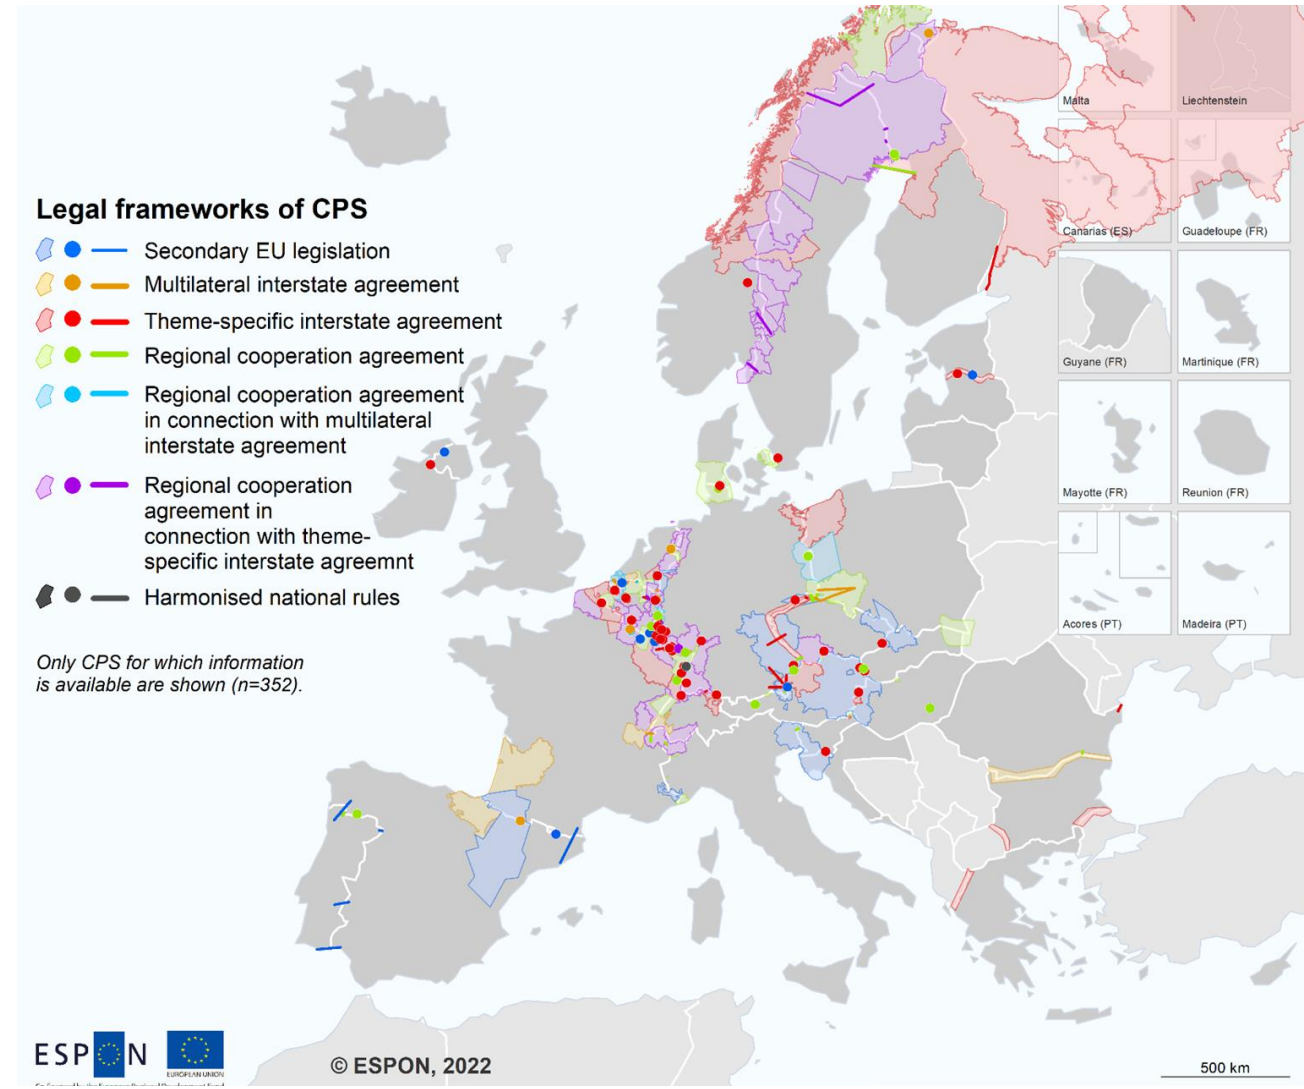 Malta
Liechtenstein
Canarias (ES)
Guadeloupe (FR)
Guyane (FR)
Martinique (FR)
Mayotte (FR)
Reunion (FR)
Acores (PT)
Madeira (PT)
Legal frameworks of CPS
Secondary EU legislation
Multilateral interstate agreement
Theme-specific interstate agreement
Regional cooperation agreement
Regional cooperation agreement
in connection with multilateral
interstate agreement
Regional cooperation
agreement in
connection with theme-
specific interstate agreemnt
Harmonised national rules
Only CPS for which information
is available are shown (n=352).
ESPON
EUROPEAN UNION
© ESPON, 2022
500 km